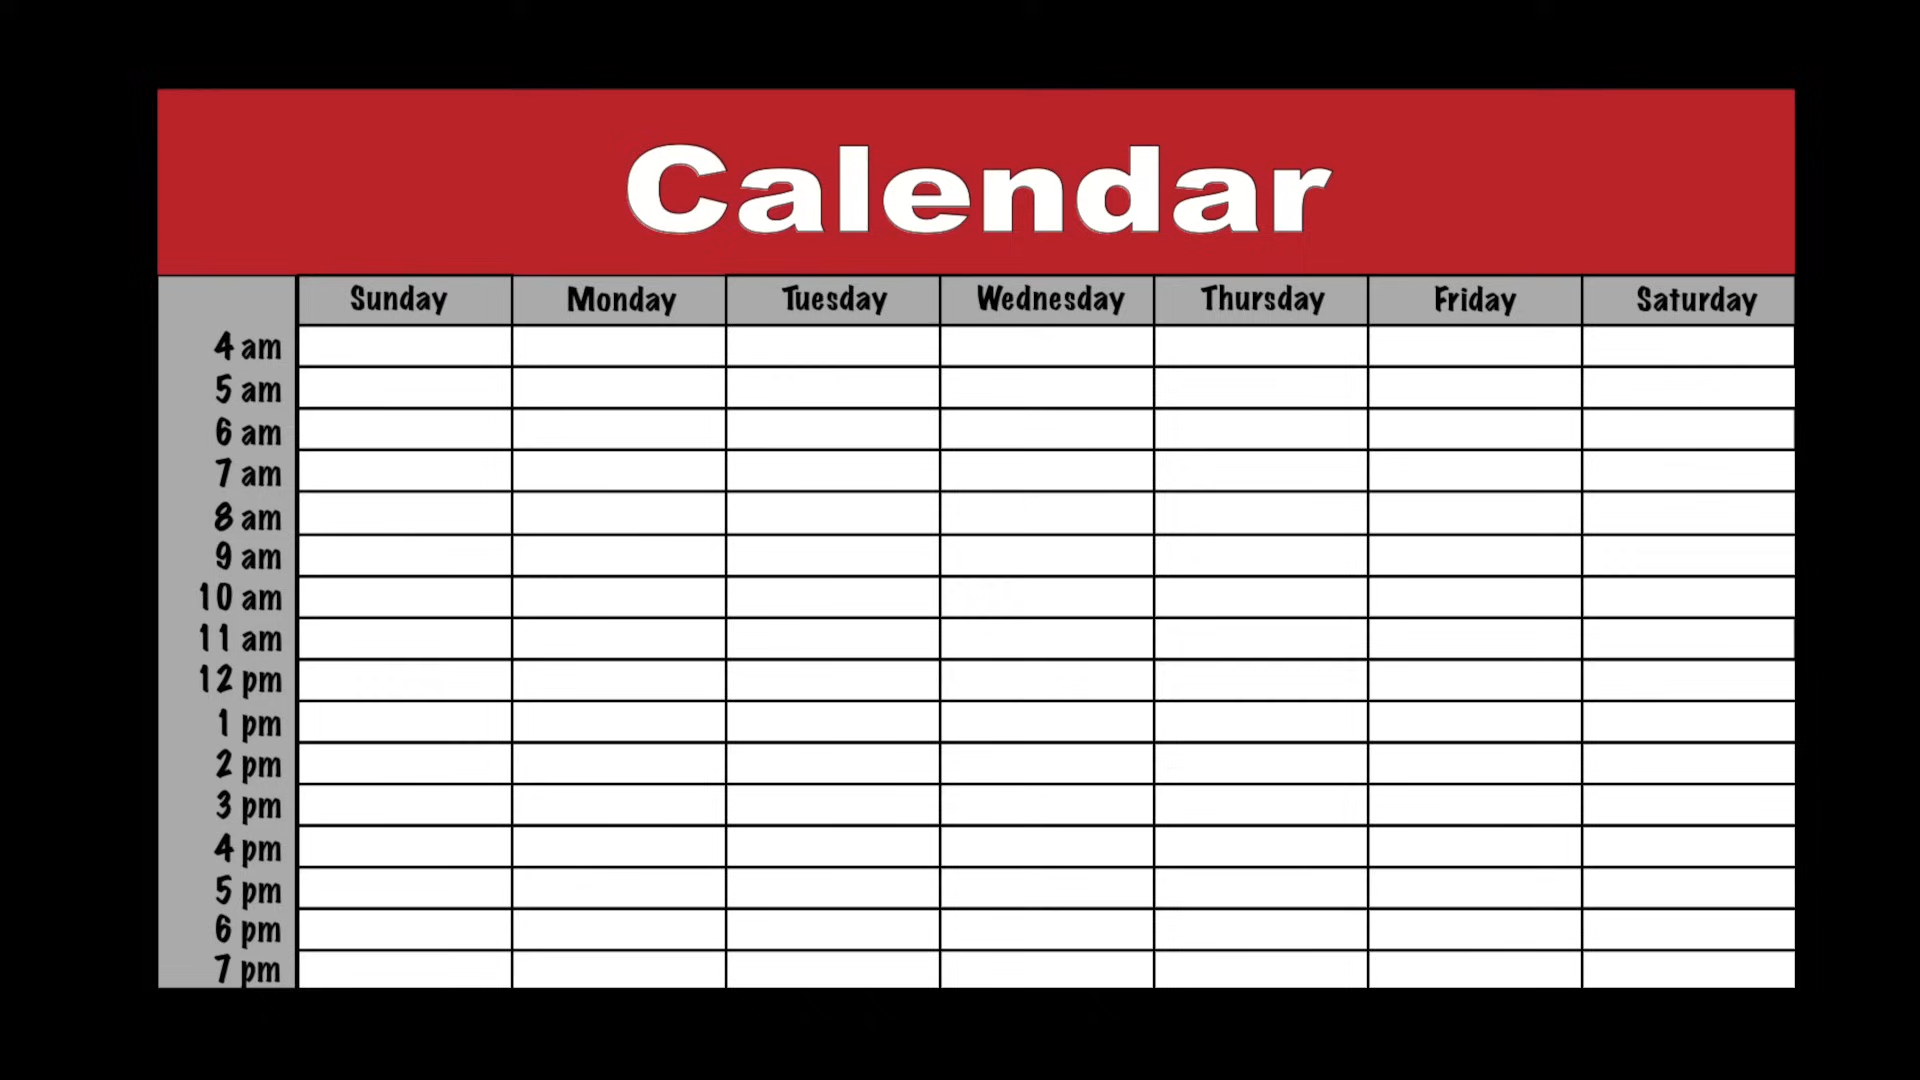 Calendar
Sunday Monday Tuesday Wednesday Thursday Friday Saturday
4 am
5 am
6 am
7 am
8 am
9 am
10 am
11 am
12 pm
1 pm
2 pm
3 pm
4 pm
5 pm
6 pm
7 pm